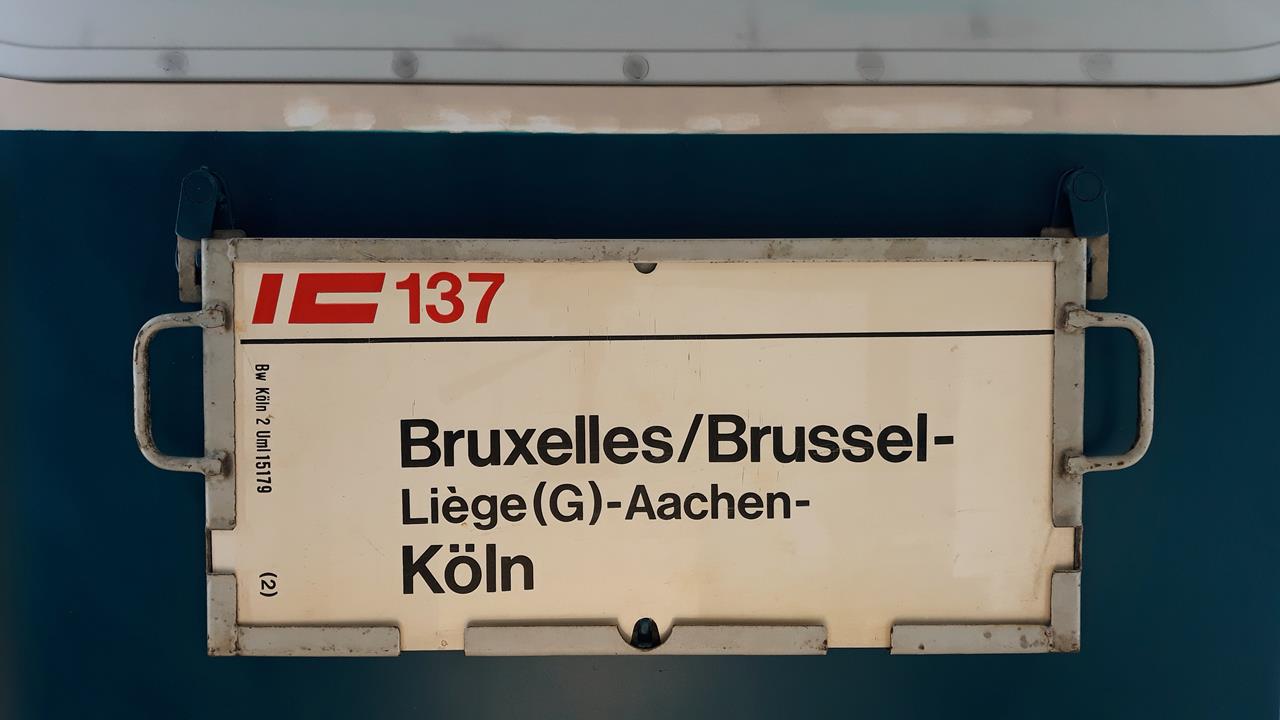 IC 137
Bw Köln 2 Uml 15179
(2)
Bruxelles/Brussel-
Liège(G)-Aachen-
Köln